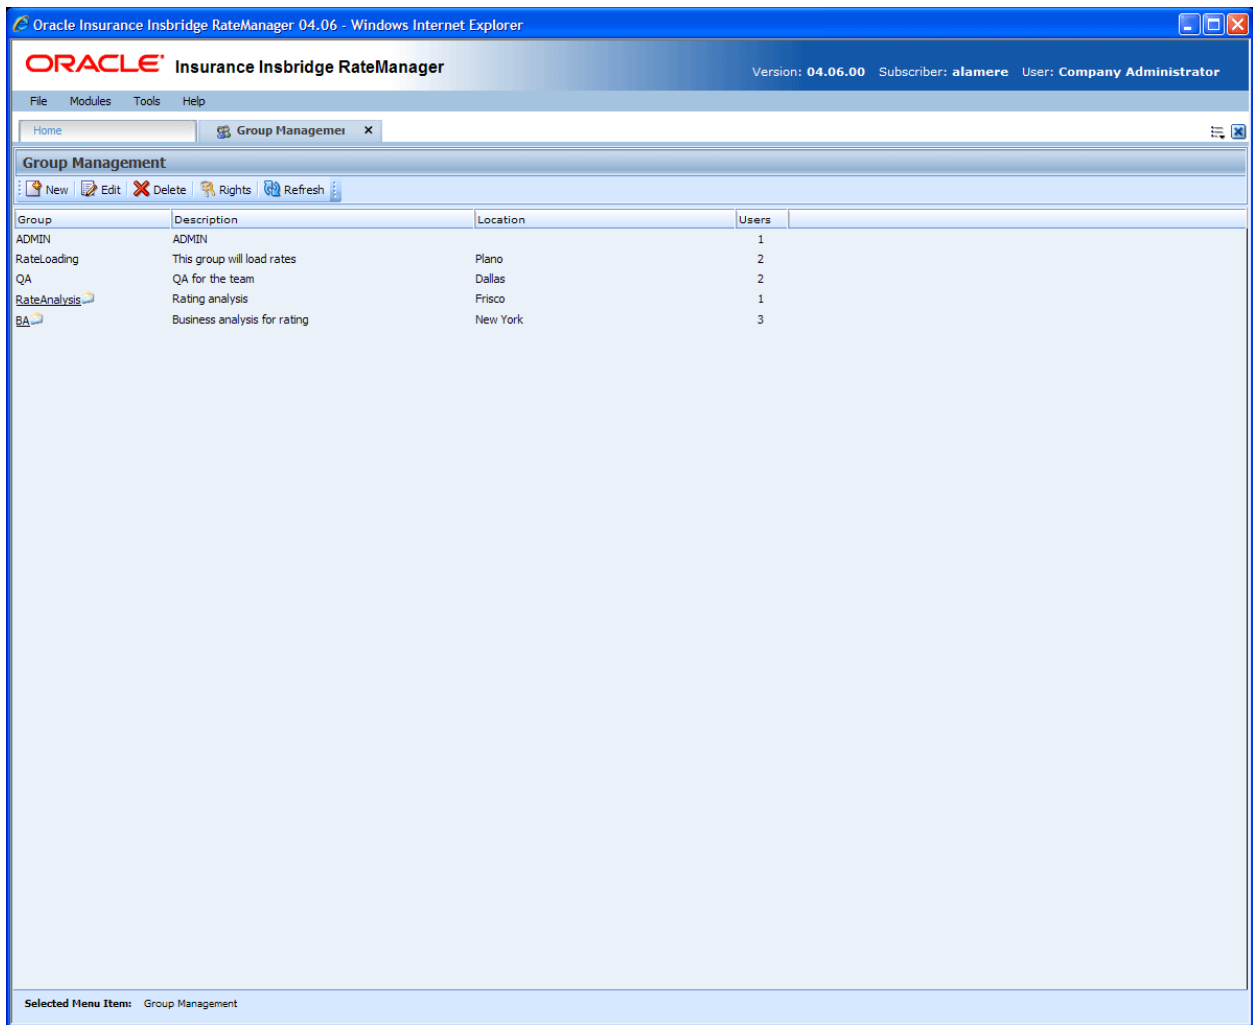 Oracle Insurance Insbridge RateManager 04.06 - Windows Internet Explorer
ORACLE Insurance Insbridge RateManager
Version: 04.06.00 Subscriber: alamere User: Company Administrator
File Modules Tools Help
Home Group Managemei
Group Management
New Edit Delete Rights Refresh
Group Description Location Users
ADMIN ADMIN 1
RateLoading This group will load rates Plano 2
QA QA for the team Dallas 2
RateAnalysis Rating analysis Frisco 1
BA Business analysis for rating New York 3
Selected Menu Item: Group Management